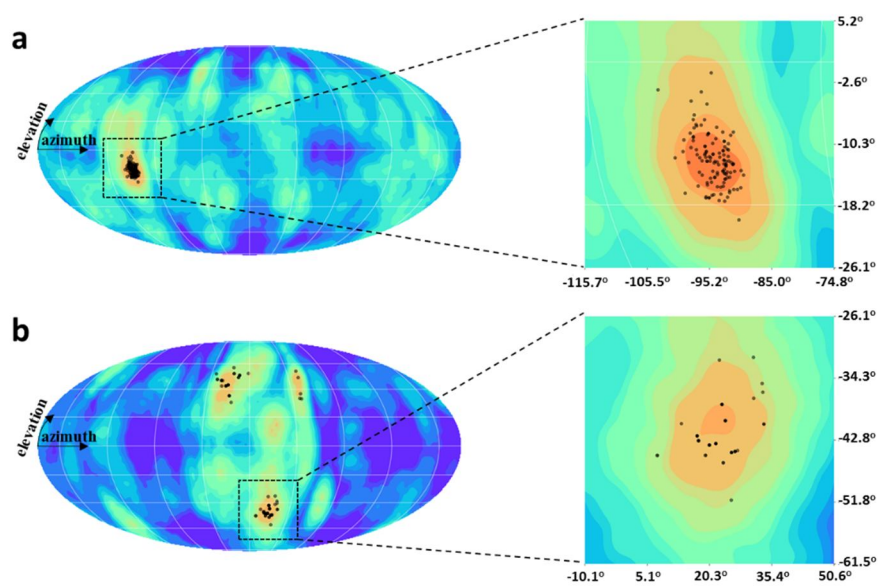 a
elevation
azimuth
5.2°
-2.6°
-10.3°
-18.2°
-26.1°
-115.7° -105.5° -95.2° -85.0° -74.8°
b
elevation
azimuth
-26.1°
-34.3°
-42.8°
-51.8°
-61.5°
-10.1° 5.1° 20.3° 35.4° 50.6°